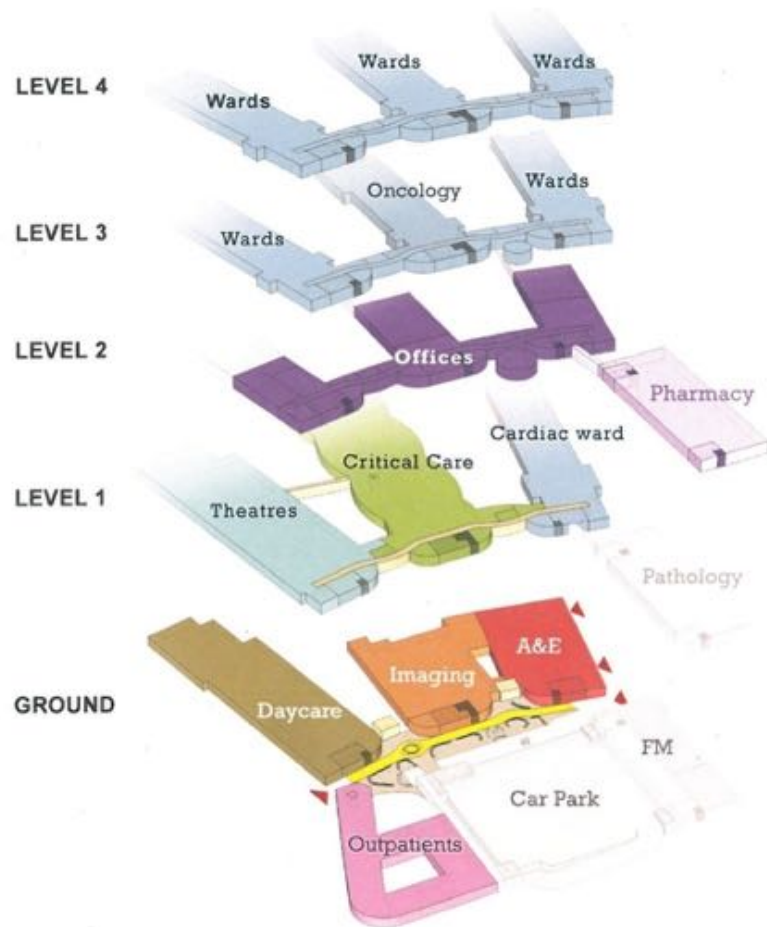 LEVEL 4
Wards
Wards
Wards
LEVEL 3
Wards
Oncology
Wards
LEVEL 2
Offices
Pharmacy
LEVEL 1
Theatres
Critical Care
Cardiac ward
Pathology
GROUND
Daycare
Imaging
A&E
FM
Car Park
Outpatients